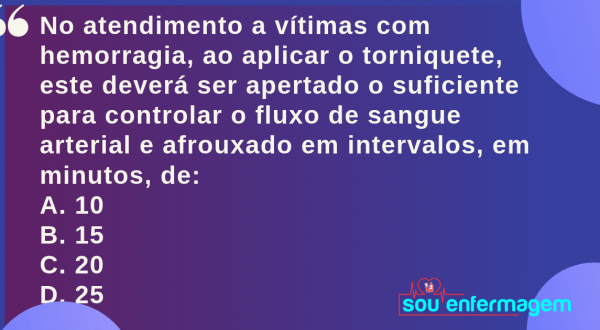 No atendimento a vítimas com
hemorragia, ao aplicar o torniquete,
este deverá ser apertado o suficiente
para controlar o fluxo de sangue
arterial e afrouxado em intervalos, em
minutos, de:
A. 10
B. 15
C. 20
D. 25
sou enfermagem